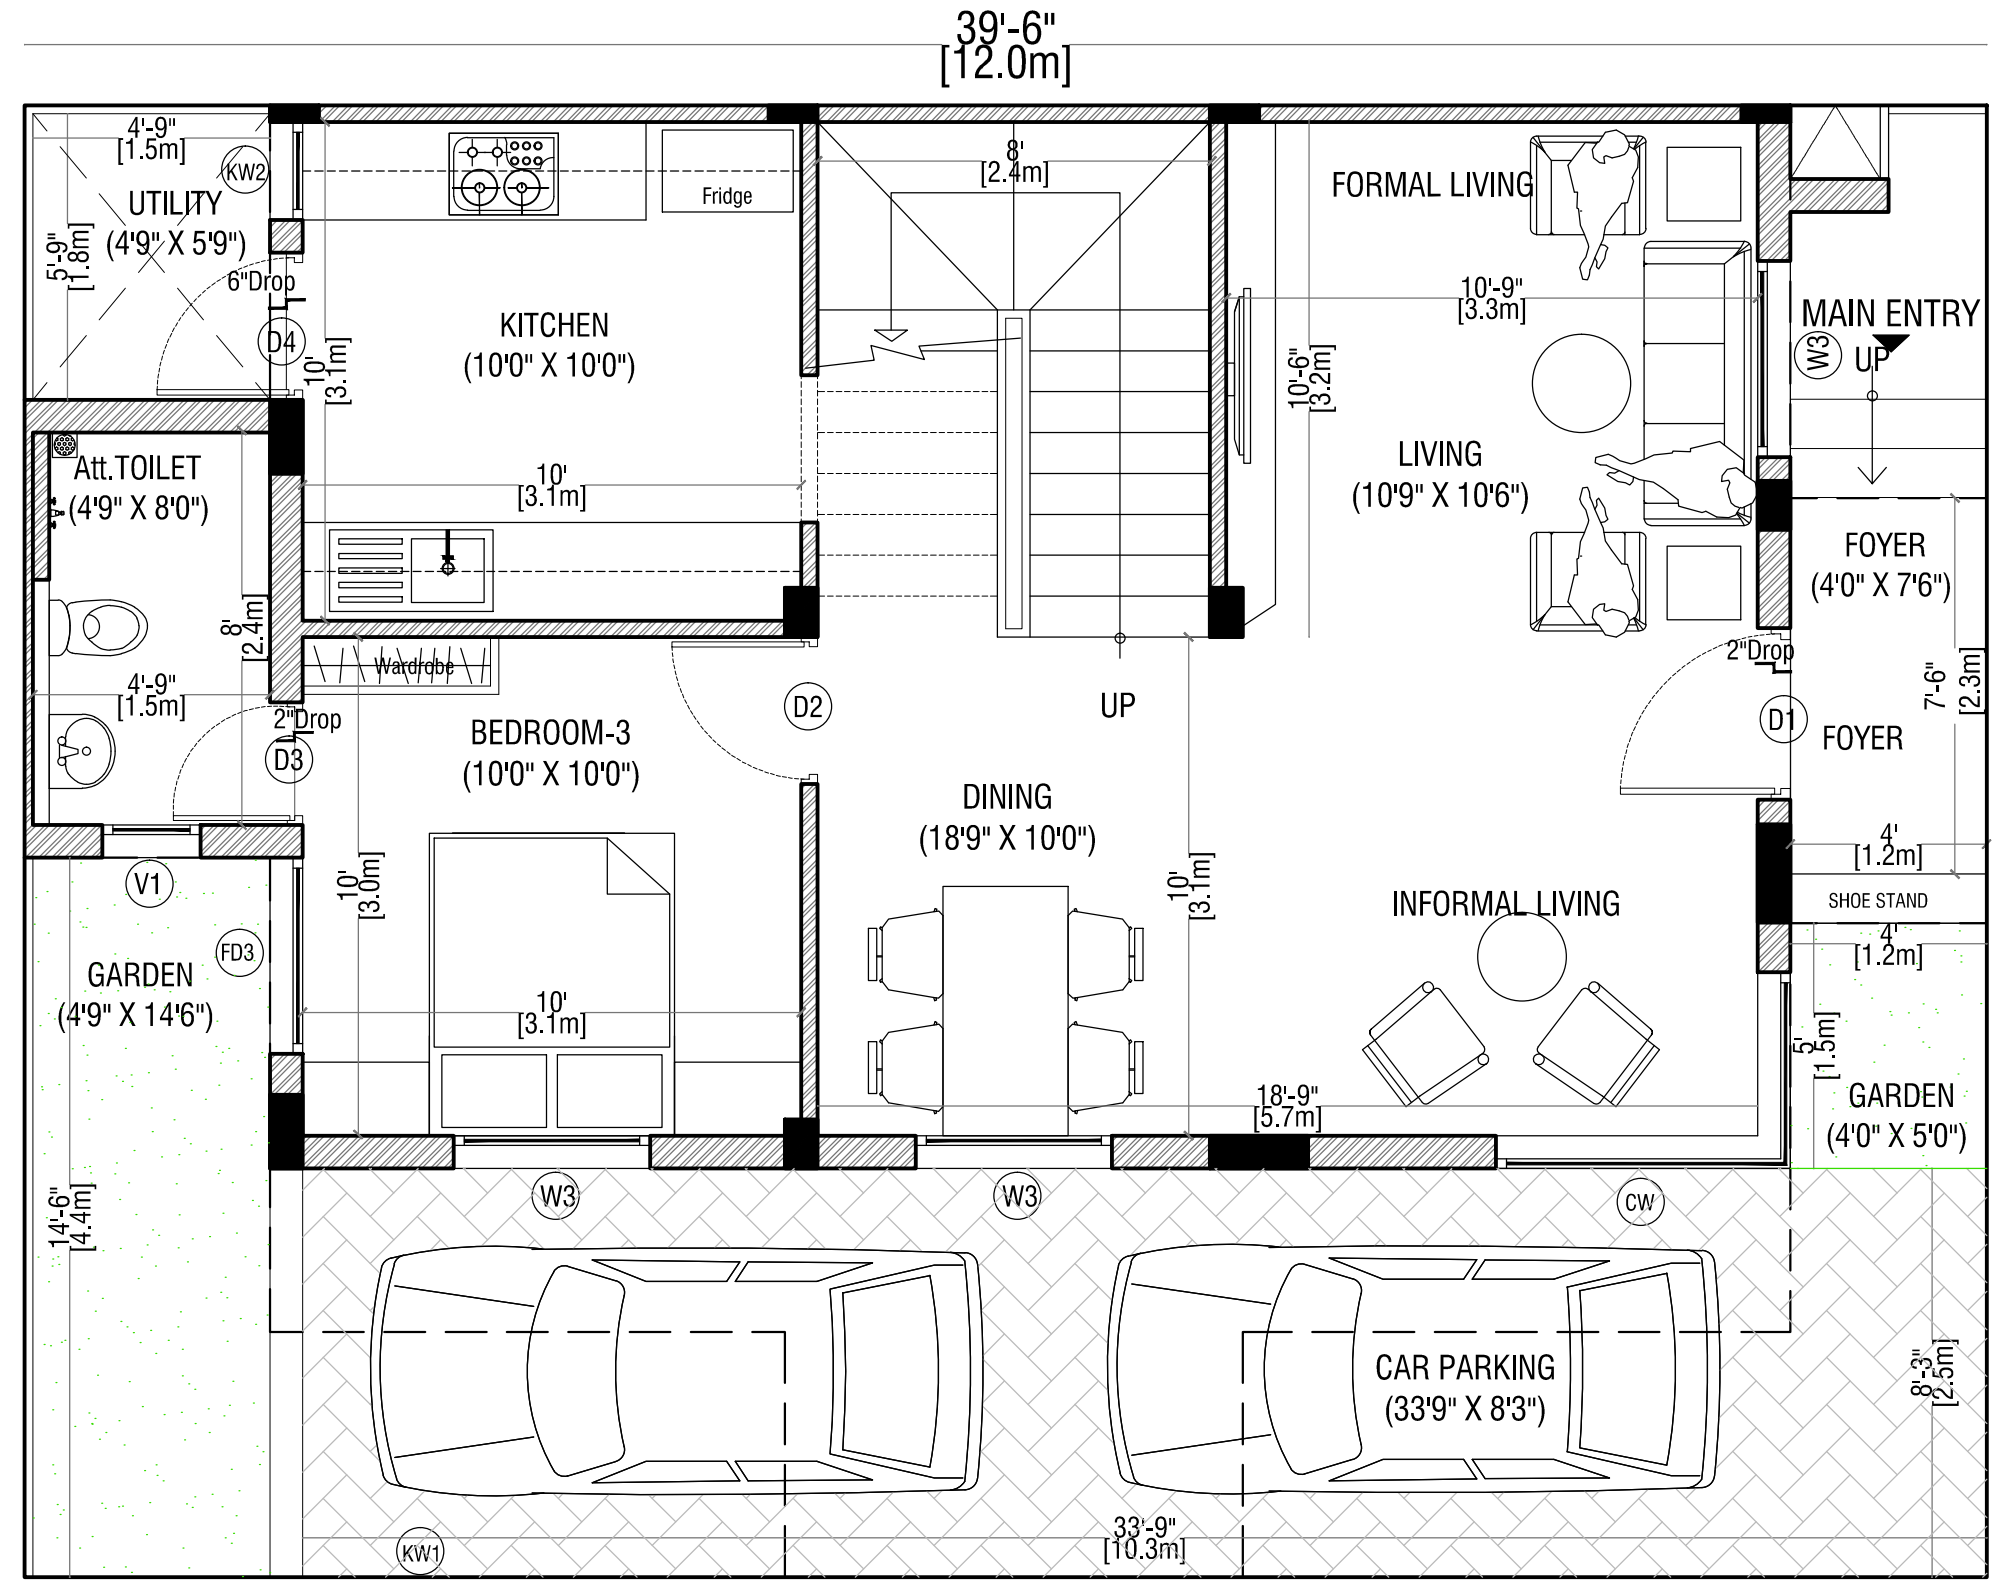 39'-6"
[12.0m]
4'-9"
[1.5m]
KW2
UTILITY
(4'9" X 5'9")
5'-9"
[1.8m]
6"Drop
D4
Fridge
KITCHEN
(10'0" X 10'0")
10'
[3.1m]
10'
[3.1m]
8'
[2.4m]
FORMAL LIVING
10'-9"
[3.3m]
10'-6"
[3.2m]
LIVING
(10'9" X 10'6")
MAIN ENTRY
W3
UP
Att.TOILET
(4'9" X 8'0")
8'
[2.4m]
4'-9"
[1.5m]
2"Drop
D3
V1
Wardrobe
BEDROOM-3
(10'0" X 10'0")
D2
10'
[3.0m]
10'
[3.1m]
UP
DINING
(18'9" X 10'0")
10'
[3.1m]
INFORMAL LIVING
18'-9"
[5.7m]
FOYER
(4'0" X 7'6")
2"Drop
D1
FOYER
7'-6"
[2.3m]
4'
[1.2m]
SHOE STAND
4'
[1.2m]
5'
[1.5m]
GARDEN
(4'0" X 5'0")
FD3
GARDEN
(4'9" X 14'6")
14'-6"
[4.4m]
W3
W3
CW
CAR PARKING
(33'9" X 8'3")
8'-3"
[2.5m]
33'-9"
[10.3m]
KW1